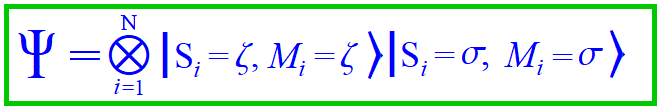 Ψ = ⨂_{i=1}^{N} |S_i = ζ, M_i = ζ⟩|S_i = σ, M_i = σ⟩